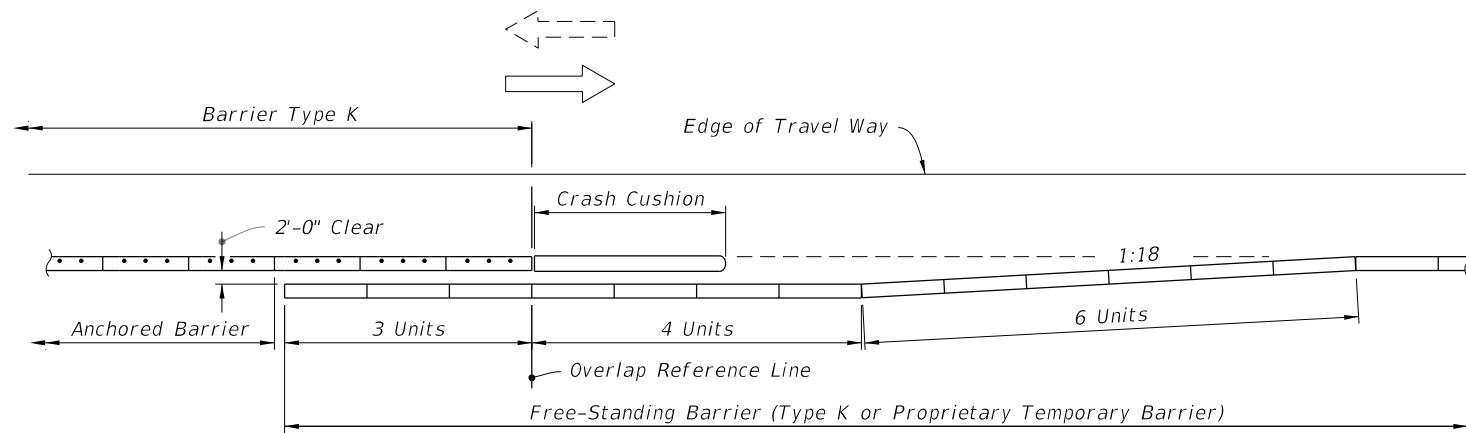 Barrier Type K
Edge of Travel Way
Crash Cushion
2'-0" Clear
1:18
Anchored Barrier
3 Units
4 Units
6 Units
Overlap Reference Line
Free-Standing Barrier (Type K or Proprietary Temporary Barrier)